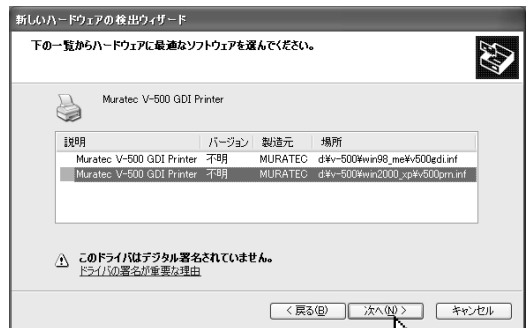 新しいハードウェアの検出ウィザード
下の一覧からハードウェアに最適なソフトウェアを選んでください。
Muratec V-500 GDI Printer
説明 バージョン 製造元 場所
Muratec V-500 GDI Printer 不明 MURATEC d:¥v-500¥win98_me¥v500gdi.inf
Muratec V-500 GDI Printer 不明 MURATEC d:¥v-500¥win2000_xp¥v500prn.inf
このドライバはデジタル署名されていません。
ドライバの署名が重要な理由
< 戻る(B) 次へ(N) > キャンセル